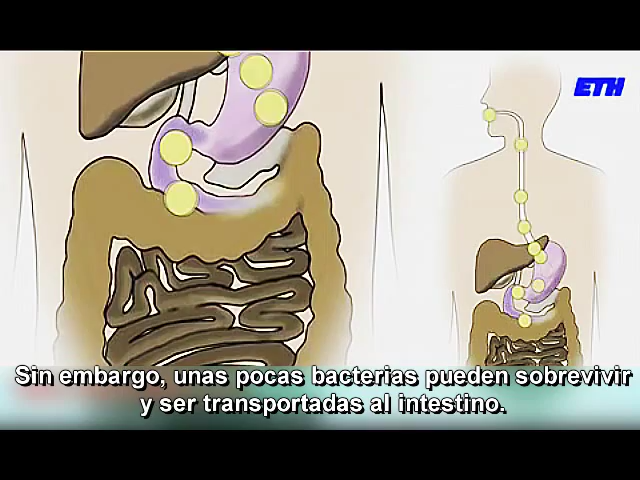 ETH
Sin embargo, unas pocas bacterias pueden sobrevivir
y ser transportadas al intestino.